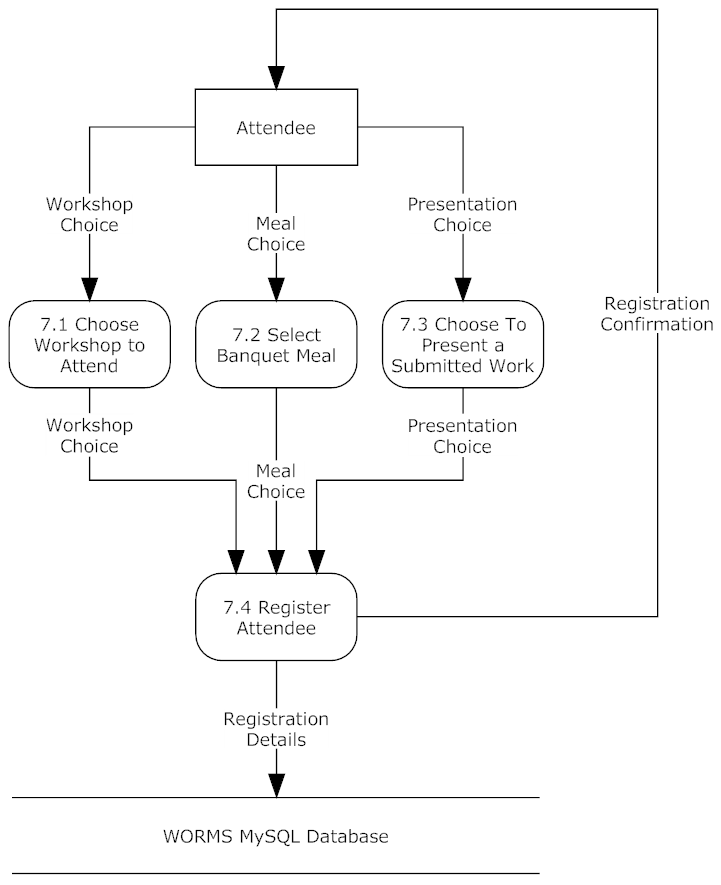 Attendee
Workshop
Choice
Meal
Choice
Presentation
Choice
Registration
Confirmation
7.1 Choose
Workshop to
Attend
7.2 Select
Banquet Meal
7.3 Choose To
Present a
Submitted Work
Workshop
Choice
Meal
Choice
Presentation
Choice
7.4 Register
Attendee
Registration
Details
WORMS MySQL Database